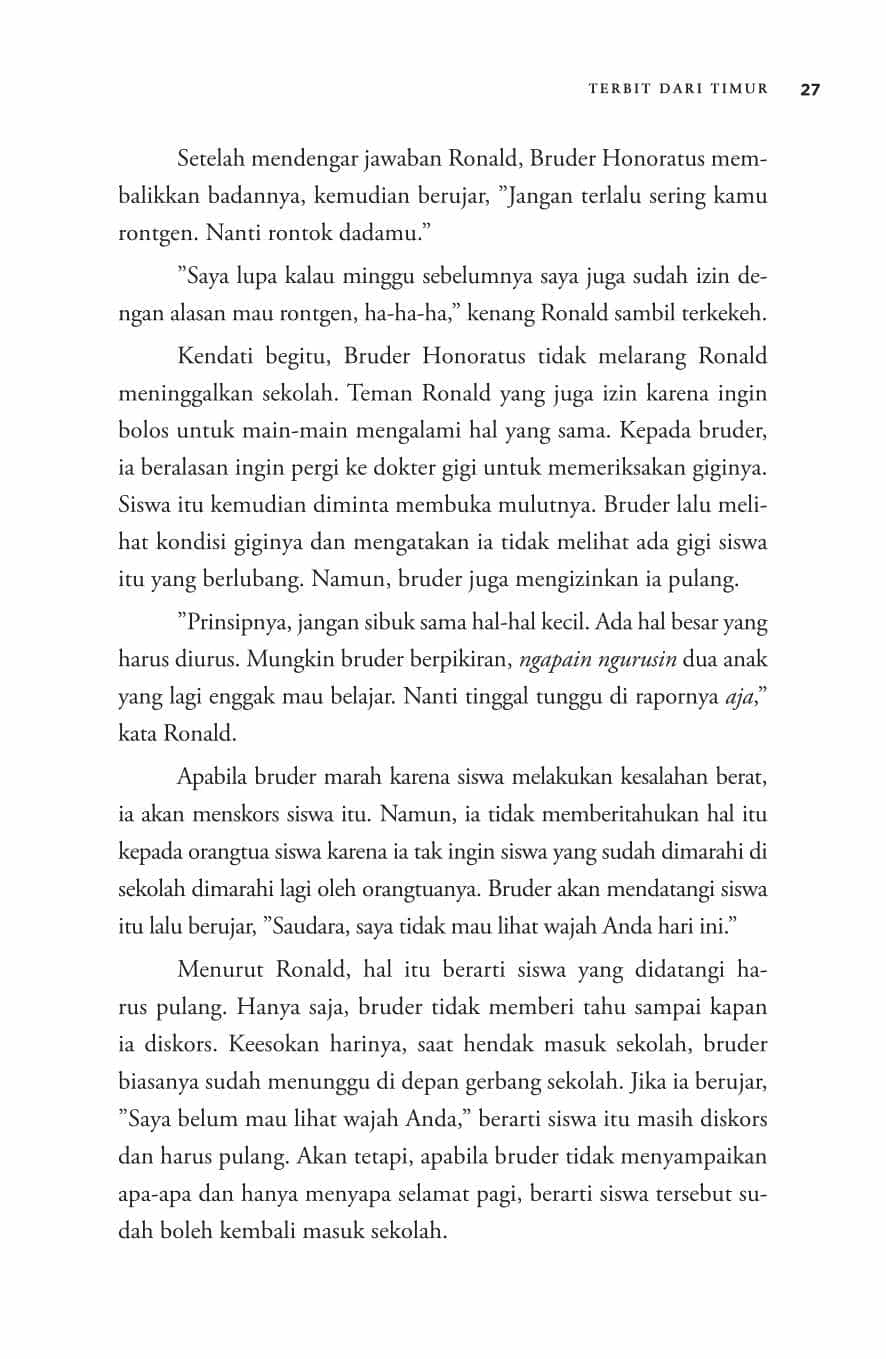 TERBIT DARI TIMUR 27
Setelah mendengar jawaban Ronald, Bruder Honoratus mem-
balikkan badannya, kemudian berujar, ”Jangan terlalu sering kamu
rontgen. Nanti rontok dadamu.”
”Saya lupa kalau minggu sebelumnya saya juga sudah izin de-
ngan alasan mau rontgen, ha-ha-ha,” kenang Ronald sambil terkekeh.
Kendati begitu, Bruder Honoratus tidak melarang Ronald
meninggalkan sekolah. Teman Ronald yang juga izin karena ingin
bolos untuk main-main mengalami hal yang sama. Kepada bruder,
ia beralasan ingin pergi ke dokter gigi untuk memeriksakan giginya.
Siswa itu kemudian diminta membuka mulutnya. Bruder lalu meli-
hat kondisi giginya dan mengatakan ia tidak melihat ada gigi siswa
itu yang berlubang. Namun, bruder juga mengizinkan ia pulang.
”Prinsipnya, jangan sibuk sama hal-hal kecil. Ada hal besar yang
harus diurus. Mungkin bruder berpikiran, ngapain ngurusin dua anak
yang lagi enggak mau belajar. Nanti tinggal tunggu di rapornya aja,”
kata Ronald.
Apabila bruder marah karena siswa melakukan kesalahan berat,
ia akan menskors siswa itu. Namun, ia tidak memberitahukan hal itu
kepada orangtua siswa karena ia tak ingin siswa yang sudah dimarahi di
sekolah dimarahi lagi oleh orangtuanya. Bruder akan mendatangi siswa
itu lalu berujar, ”Saudara, saya tidak mau lihat wajah Anda hari ini.”
Menurut Ronald, hal itu berarti siswa yang didatangi ha-
rus pulang. Hanya saja, bruder tidak memberi tahu sampai kapan
ia diskors. Keesokan harinya, saat hendak masuk sekolah, bruder
biasanya sudah menunggu di depan gerbang sekolah. Jika ia berujar,
”Saya belum mau lihat wajah Anda,” berarti siswa itu masih diskors
dan harus pulang. Akan tetapi, apabila bruder tidak menyampaikan
apa-apa dan hanya menyapa selamat pagi, berarti siswa tersebut su-
dah boleh kembali masuk sekolah.